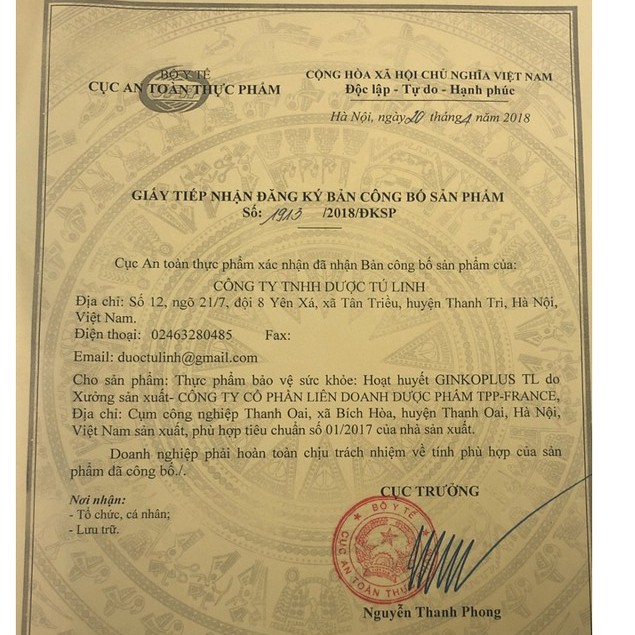 BỘ Y TẾ
CỤC AN TOÀN THỰC PHẨM
CỘNG HÒA XÃ HỘI CHỦ NGHĨA VIỆT NAM
Độc lập - Tự do - Hạnh phúc
Hà Nội, ngày 20 tháng 4 năm 2018
GIẤY TIẾP NHẬN ĐĂNG KÝ BẢN CÔNG BỐ SẢN PHẨM
Số: 1913 /2018/ĐKSP
Cục An toàn thực phẩm xác nhận đã nhận Bản công bố sản phẩm của:
CÔNG TY TNHH DƯỢC TÚ LINH
Địa chỉ: Số 12, ngõ 21/7, đội 8 Yên Xá, xã Tân Triều, huyện Thanh Trì, Hà Nội,
Việt Nam.
Điện thoại: 02463280485 Fax:
Email: duoctulinh@gmail.com
Cho sản phẩm: Thực phẩm bảo vệ sức khỏe: Hoạt huyết GINKOPLUS TL do
Xưởng sản xuất- CÔNG TY CỔ PHẦN LIÊN DOANH DƯỢC PHẨM TPP-FRANCE,
Địa chỉ: Cụm công nghiệp Thanh Oai, xã Bích Hòa, huyện Thanh Oai, Hà Nội,
Việt Nam sản xuất, phù hợp tiêu chuẩn số 01/2017 của nhà sản xuất.
Doanh nghiệp phải hoàn toàn chịu trách nhiệm về tính phù hợp của sản
phẩm đã công bố./.
Nơi nhận:
- Tổ chức, cá nhân;
- Lưu trữ.
CỤC TRƯỞNG
BỘ Y TẾ
CỤC AN TOÀN
Nguyễn Thanh Phong